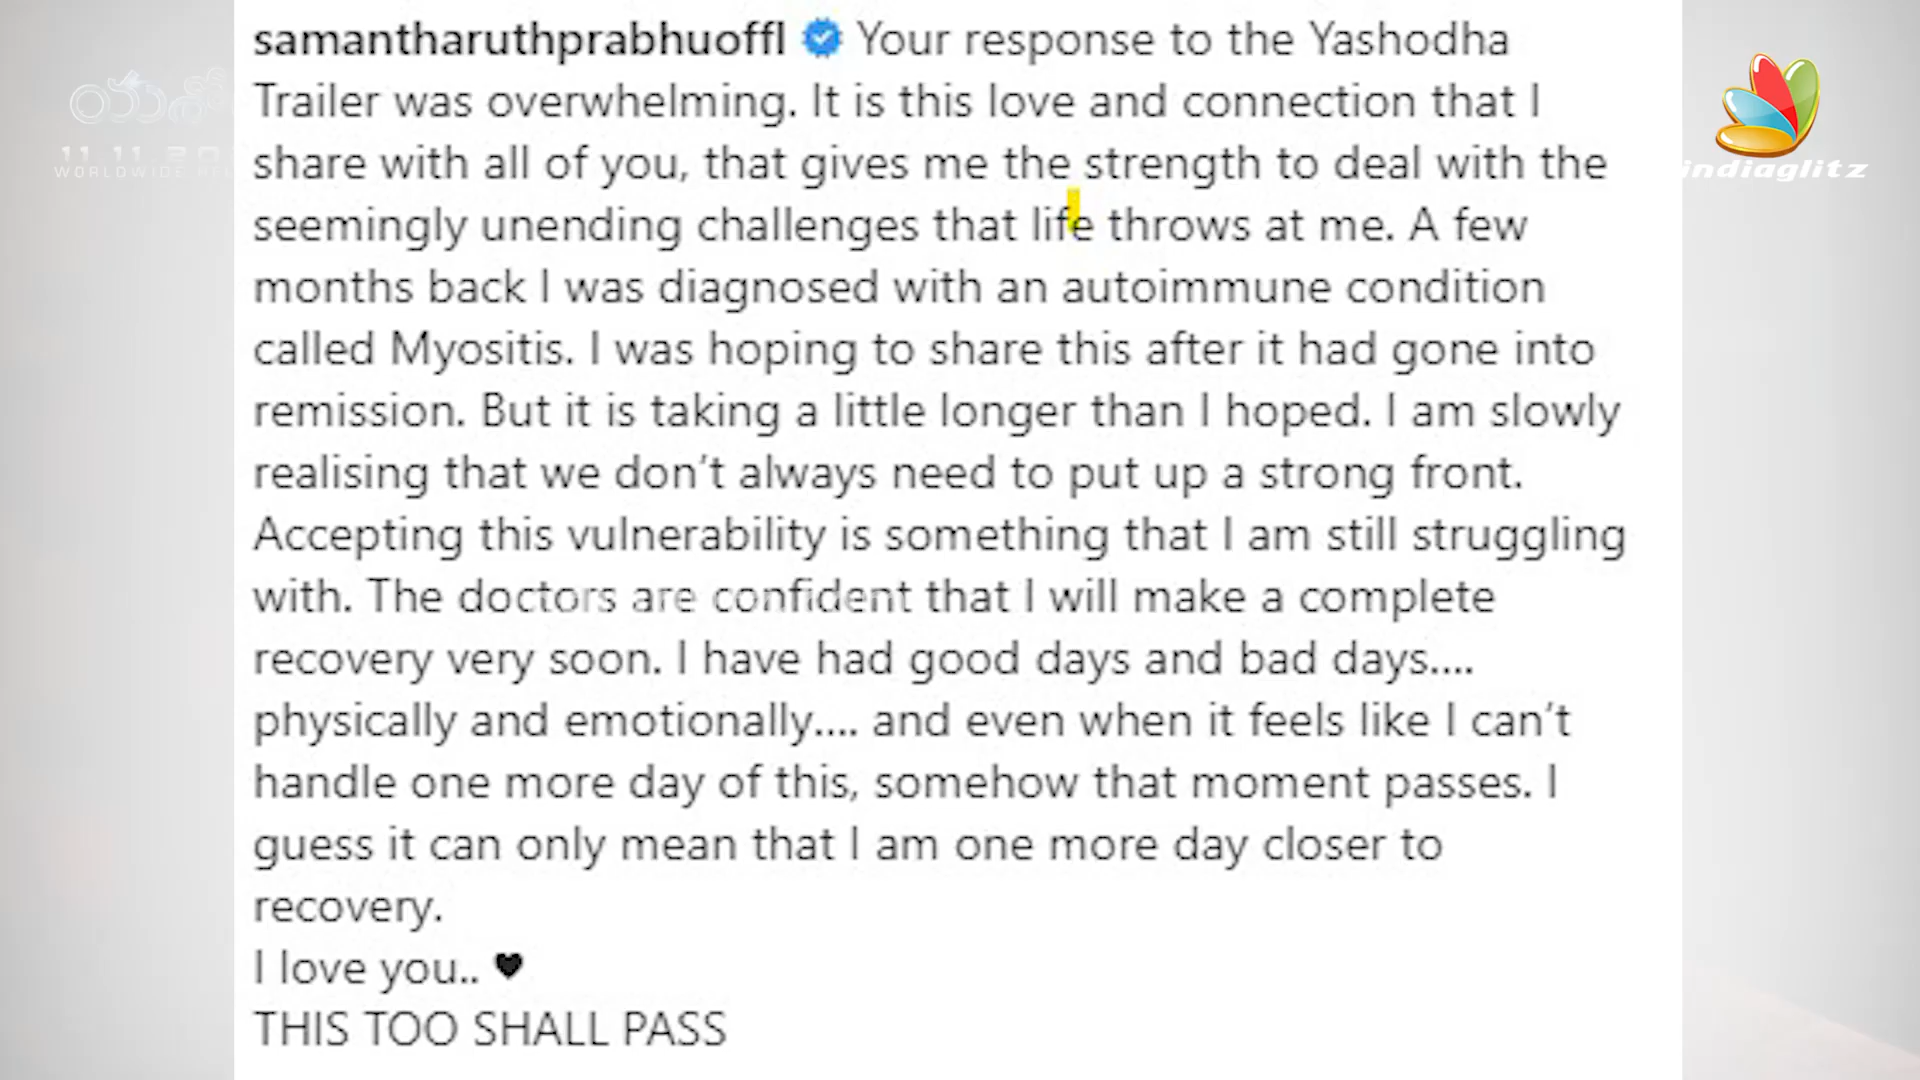 samantharuthprabhuoffl Your response to the Yashodha
Trailer was overwhelming. It is this love and connection that I
share with all of you, that gives me the strength to deal with the
seemingly unending challenges that life throws at me. A few
months back I was diagnosed with an autoimmune condition
called Myositis. I was hoping to share this after it had gone into
remission. But it is taking a little longer than I hoped. I am slowly
realising that we don’t always need to put up a strong front.
Accepting this vulnerability is something that I am still struggling
with. The doctors are confident that I will make a complete
recovery very soon. I have had good days and bad days....
physically and emotionally.... and even when it feels like I can’t
handle one more day of this, somehow that moment passes. I
guess it can only mean that I am one more day closer to
recovery.
I love you.. ♥
THIS TOO SHALL PASS
indiaglitz
11.11.20
WORLDWIDE